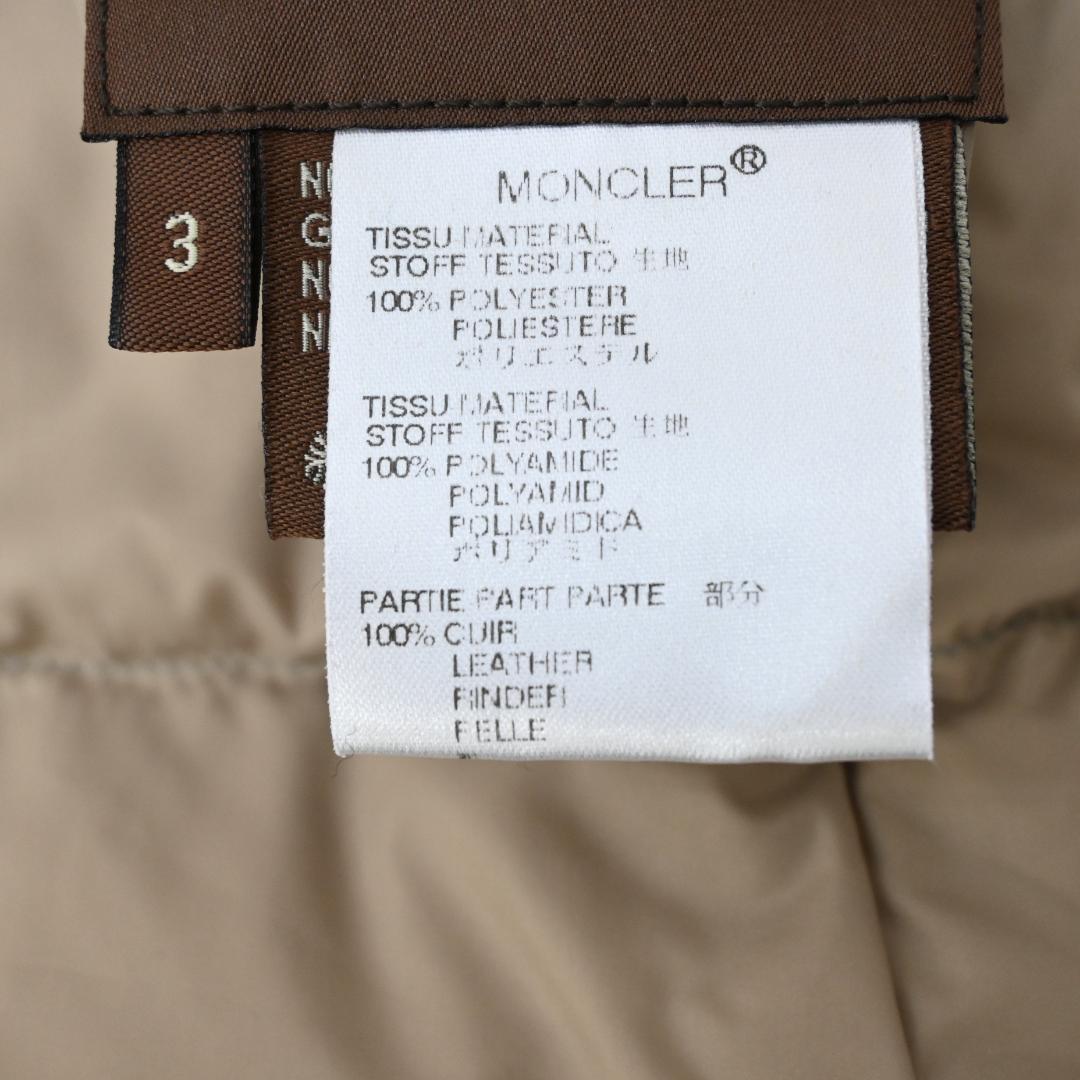 3
MONCLER®
TISSU-MATERIAL
STOFF TESSUTO 生地
100% POLYESTER
POLIESTERE
ポリエステル
TISSU-MATERIAL
STOFF TESSUTO 生地
100% POLYAMIDE
POLYAMID
POLIAMIDICA
ポリアミド
PARTIE PART PARTE 部分
100% CUIR
LEATHER
RINDER
PELLE